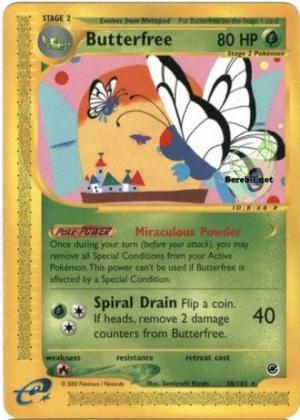 STAGE 2
Evolves from Metapod
Put Butterfree on the Stage 1 card
Butterfree 80 HP
Stage 2 Pokémon
Serebii.net
ID:B-68-#
POKé-POWER Miraculous Powder
Once during your turn (before your attack), you may
remove all Special Conditions from your Active
Pokémon. This power can't be used if Butterfree is
affected by a Special Condition.
Spiral Drain Flip a coin.
If heads, remove 2 damage
counters from Butterfree.
40
weakness resistance retreat cost
© 2002 Pokémon / Nintendo Illus. Sumiyoshi Kizuki 38/165
e